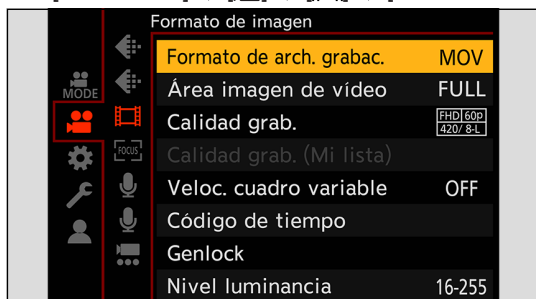 Formato de imagen
Formato de arch. grabac. MOV
MODE
Área imagen de vídeo FULL
Calidad grab. FHD 60p
420/ 8-L
FOCUS
Calidad grab. (Mi lista)
Veloc. cuadro variable OFF
Código de tiempo
Genlock
Nivel luminancia 16-255